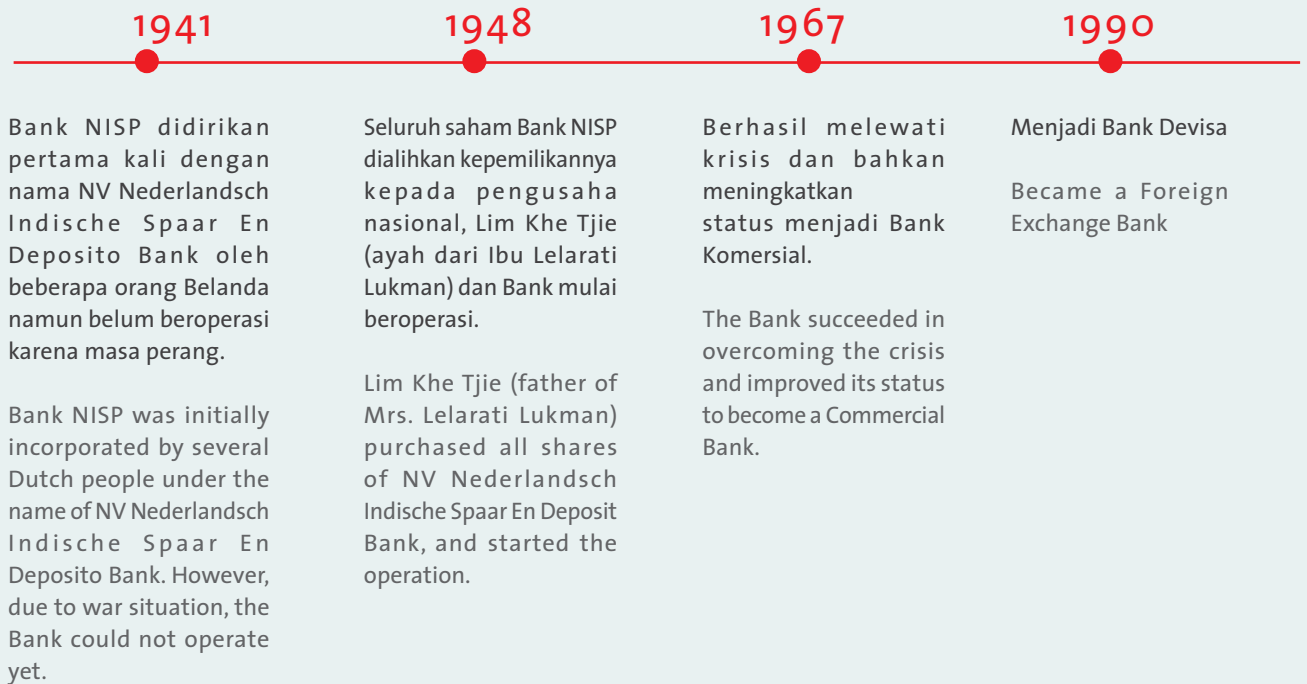 1941
Bank NISP didirikan
pertama kali dengan
nama NV Nederlandsch
Indische Spaar En
Deposito Bank oleh
beberapa orang Belanda
namun belum beroperasi
karena masa perang.
Bank NISP was initially
incorporated by several
Dutch people under the
name of NV Nederlandsch
Indische Spaar En
Deposito Bank. However,
due to war situation, the
Bank could not operate
yet.
1948
Seluruh saham Bank NISP
dialihkan kepemilikannya
kepada pengusaha
nasional, Lim Khe Tjie
(ayah dari Ibu Lelarati
Lukman) dan Bank mulai
beroperasi.
Lim Khe Tjie (father of
Mrs. Lelarati Lukman)
purchased all shares
of NV Nederlandsch
Indische Spaar En Deposit
Bank, and started the
operation.
1967
Berhasil melewati
krisis dan bahkan
meningkatkan
status menjadi Bank
Komersial.
The Bank succeeded in
overcoming the crisis
and improved its status
to become a Commercial
Bank.
1990
Menjadi Bank Devisa
Became a Foreign
Exchange Bank